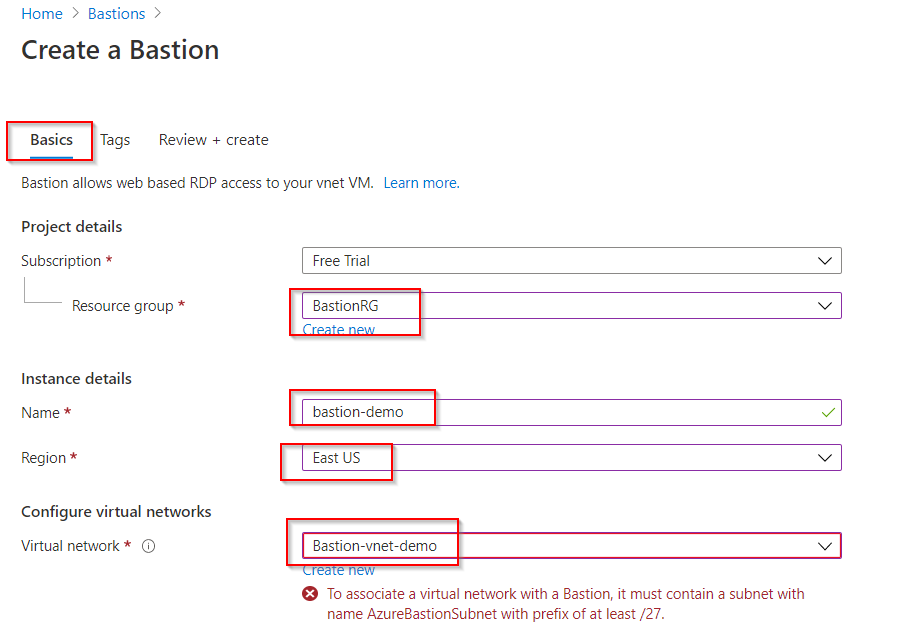 Home > Bastions >
Create a Bastion
Basics Tags Review + create
Bastion allows web based RDP access to your vnet VM. Learn more.
Project details
Subscription * Free Trial
Resource group * BastionRG
Create new
Instance details
Name * bastion-demo
Region * East US
Configure virtual networks
Virtual network * Bastion-vnet-demo
Create new
To associate a virtual network with a Bastion, it must contain a subnet with
name AzureBastionSubnet with prefix of at least /27.